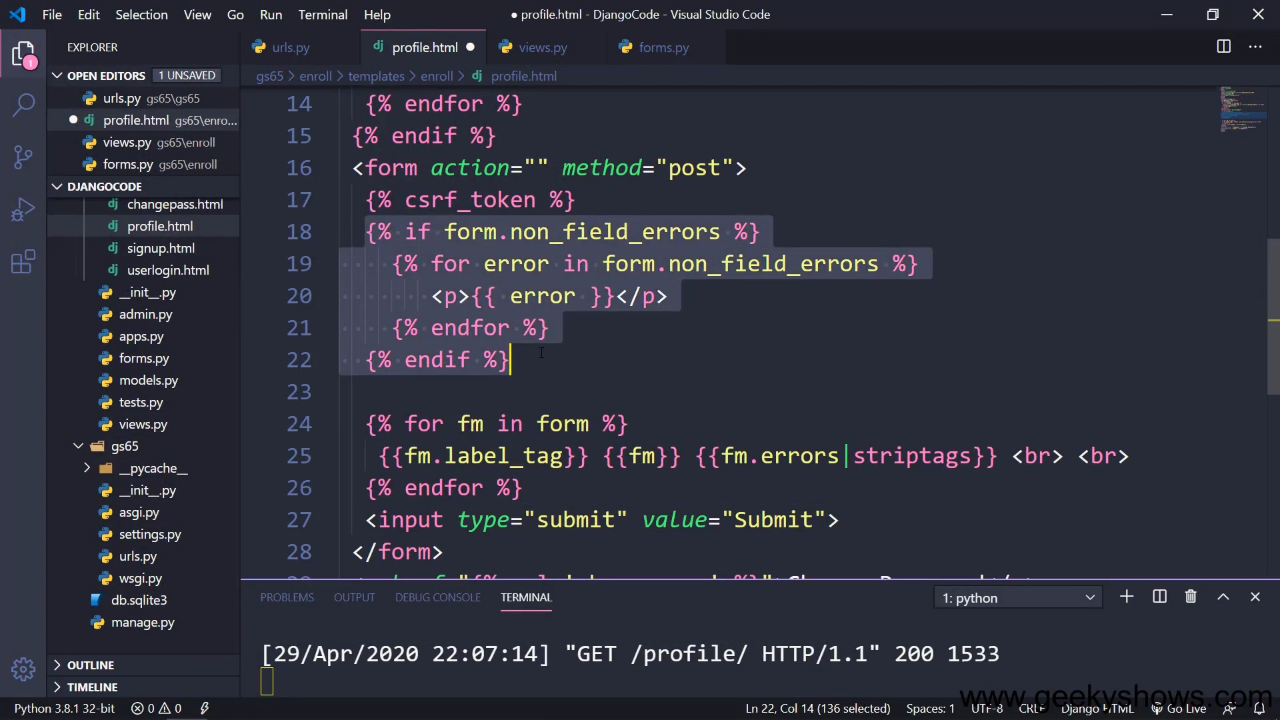 File Edit Selection View Go Run Terminal Help
● profile.html - DjangoCode - Visual Studio Code
EXPLORER
urls.py
profile.html
views.py
forms.py
gs65 > enroll > templates > enroll > profile.html
OPEN EDITORS 1 UNSAVED
urls.py gs65\gs65
profile.html gs65\enro...
views.py gs65\enroll
forms.py gs65\enroll
DJANGOCODE
changepass.html
profile.html
signup.html
userlogin.html
__init__.py
admin.py
apps.py
forms.py
models.py
tests.py
views.py
gs65
__pycache__
__init__.py
asgi.py
settings.py
urls.py
wsgi.py
db.sqlite3
manage.py
OUTLINE
TIMELINE
14 {% endfor %}
15 {% endif %}
16 <form action="" method="post">
17 {% csrf_token %}
18 {% if form.non_field_errors %}
19 {% for error in form.non_field_errors %}
20 <p>{{ error }}</p>
21 {% endfor %}
22 {% endif %}
23
24 {% for fm in form %}
25 {{fm.label_tag}} {{fm}} {{fm.errors|striptags}} <br> <br>
26 {% endfor %}
27 <input type="submit" value="Submit">
28 </form>
PROBLEMS OUTPUT DEBUG CONSOLE TERMINAL
1: python
[29/Apr/2020 22:07:14] "GET /profile/ HTTP/1.1" 200 1533
www.geekyshows.com
Python 3.8.1 32-bit 0 0
Ln 22, Col 14 (136 selected) Spaces: 1 UTF-8 CRLF Django HTML Go Live